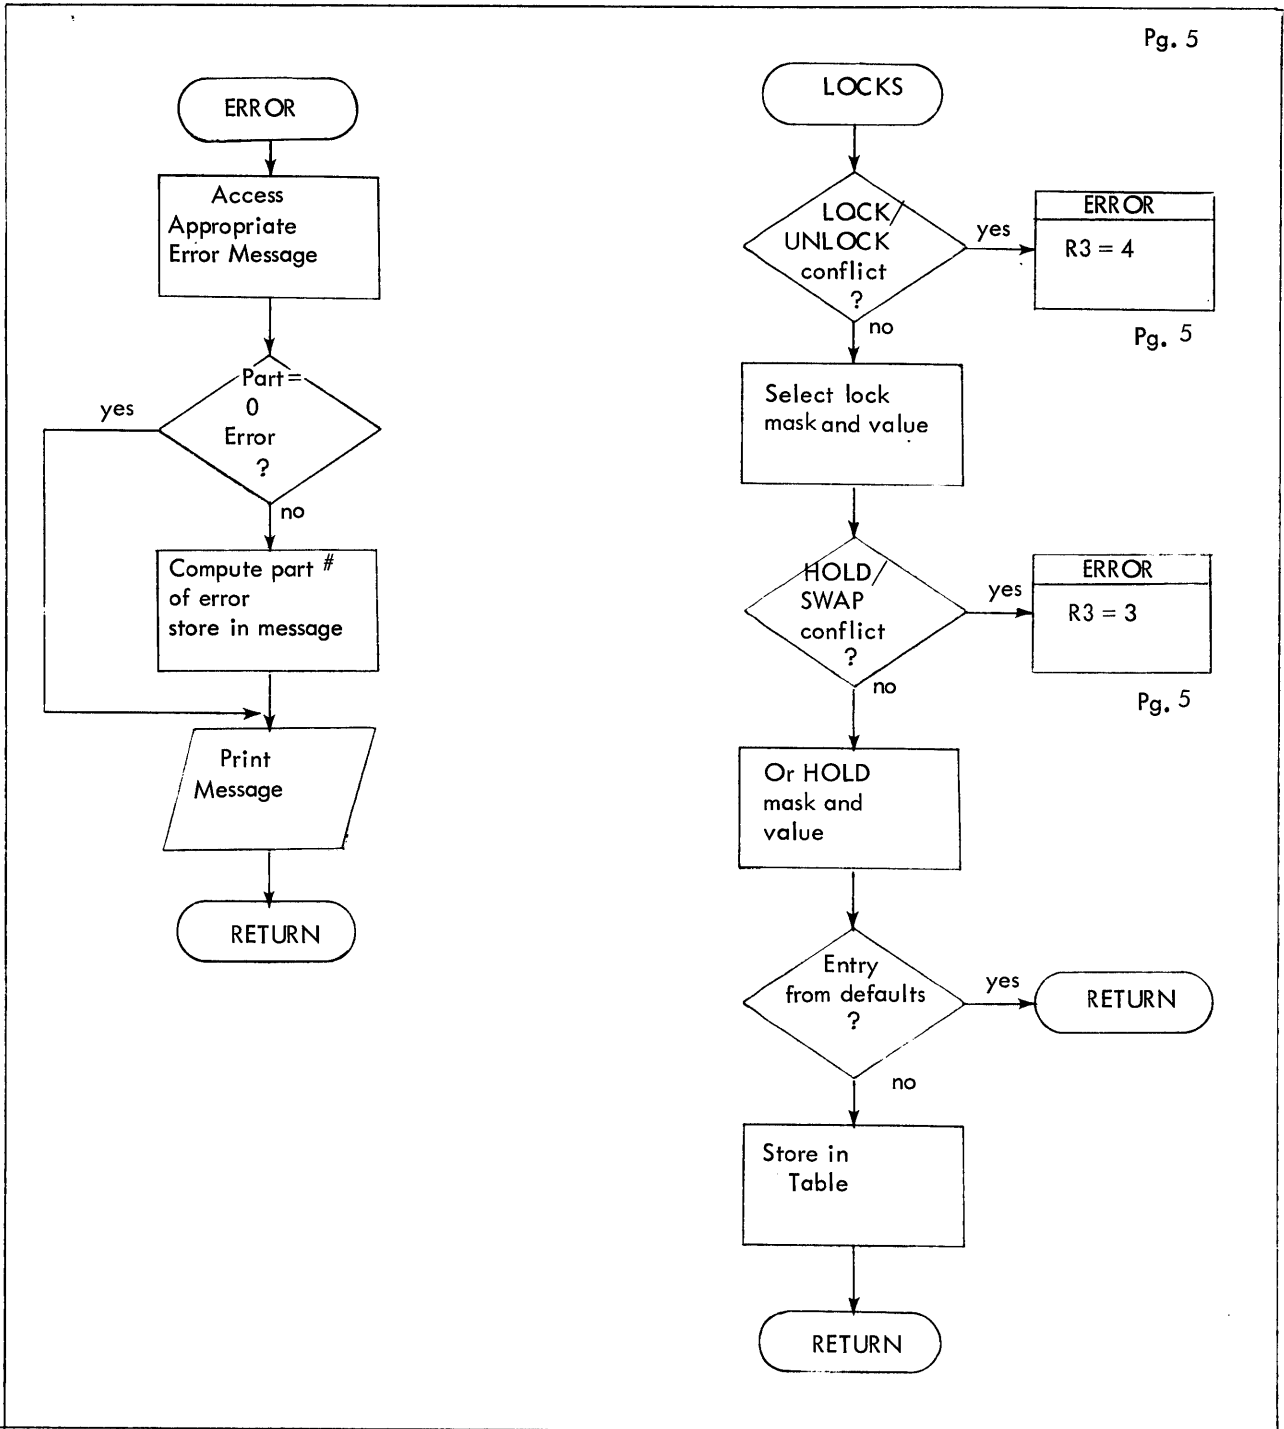 Pg. 5
ERROR
Access
Appropriate
Error Message
Part=
0
Error
?
yes
no
Compute part #
of error
store in message
Print
Message
RETURN
LOCKS
LOCK/
UNLOCK
conflict
?
yes
ERROR
R3 = 4
Pg. 5
no
Select lock
mask and value
HOLD/
SWAP
conflict
?
yes
ERROR
R3 = 3
Pg. 5
no
Or HOLD
mask and
value
Entry
from defaults
?
yes
RETURN
no
Store in
Table
RETURN